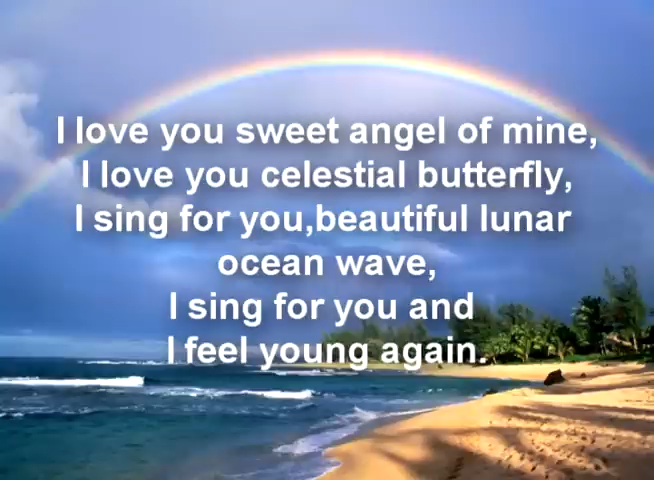 I love you sweet angel of mine,
I love you celestial butterfly,
I sing for you,beautiful lunar
ocean wave,
I sing for you and
I feel young again.